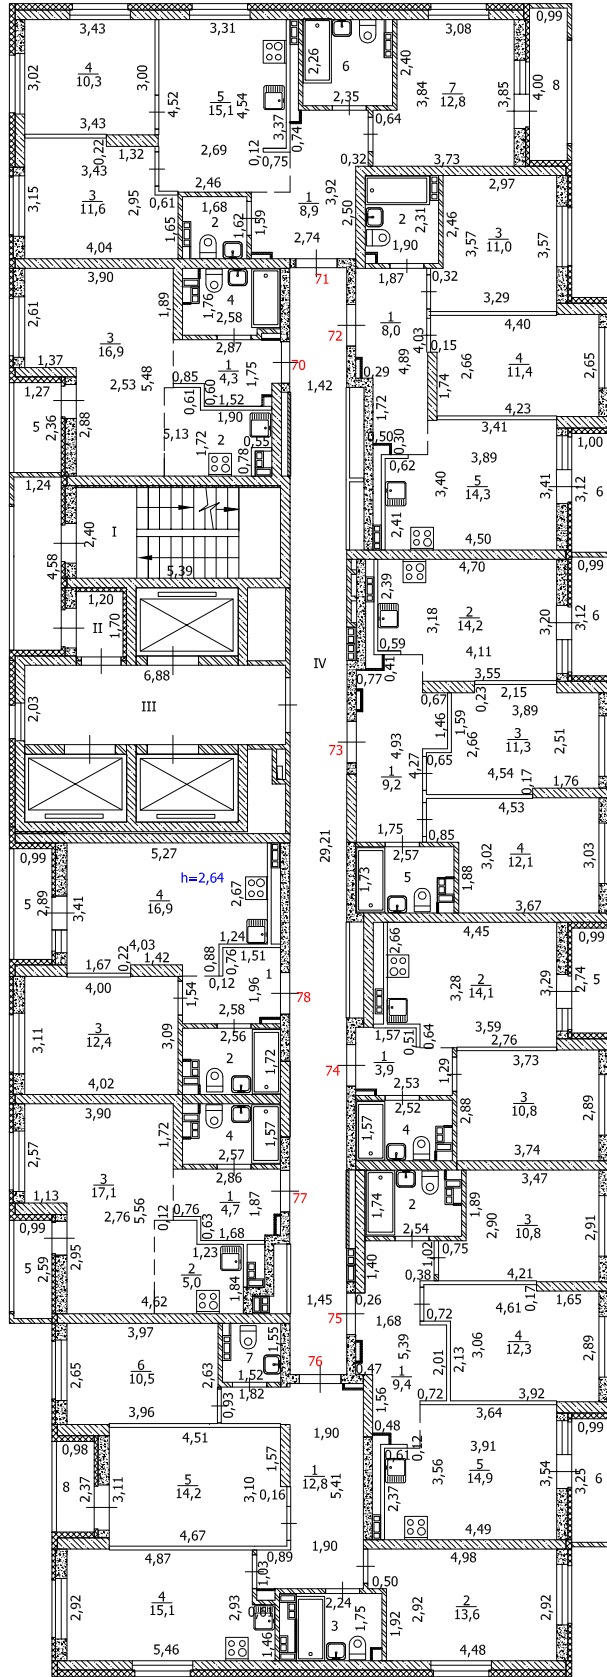 3,43 3,31 3,08 0,99
3,02 4/10,3 3,00 4,52 5/15,1 4,54 2,26 6 2,40 3,84 7/12,8 3,85 4,00 8
3,43 2,35 0,64
0,22 1,32 2,69 0,12 0,75 3,37 0,74 0,32 3,73
3,43 3,15 3/11,6 2,95 0,61 2,46 1/8,9 3,92 2,50
4,04 1,65 1,68 2 1,62 1,59 2,74 71
2 2,31 1,90 2,46 2,97 3/11,0 3,57 3,57
1,87 0,32 3,29
3,90 1,89 1,76 4 2,58 72 1/8,0 4,40
2,61 3/16,9 2,87 70 4,89 4,03 0,15 2,66 4/11,4 2,65
1,37 2,53 5,48 0,85 1/4,3 1,75 1,42 0,29 1,74 4,23
1,27 0,61 0,60 1,52 1,72 3,41
5 2,36 2,88 1,90 0,50 0,30 3,89 1,00
5,13 1,72 2 0,55 0,78 0,62 3,40 5/14,3 3,41 3,12 6
1,24 2,41 4,50
4,58 2,40 I 5,39 4,70 0,99
1,20 2,39 3,18 2/14,2 3,20 3,12 6
II 1,70 0,59 4,11
6,88 IV 0,77 0,41 3,55
2,03 III 0,67 0,23 2,15
1,46 1,59 3,89
73 4,93 0,65 2,66 3/11,3 2,51
1/9,2 4,27 4,54 0,17 1,76
4,53
5,27 29,21 1,75 0,85
0,99 h=2,64 2,57 3,02 4/12,1 3,03
5 2,89 3,41 4/16,9 2,67 1,73 5 1,88 3,67
4,03 1,24 4,45
1,67 0,22 1,42 0,88 0,76 1,51 2,66 0,99
4,00 0,12 1 3,28 2/14,1 3,29 2,74 5
1,54 1,96 78 3,59
3,11 3/12,4 3,09 2,58 1,57 0,51 0,64 2,76
2,56 74 1/3,9 3,73
4,02 2 1,72 2,53 1,29 3/10,8 2,89
3,90 1,72 4 1,57 2,52 2,88
2,57 2,57 1,57 4 3,74
3/17,1 2,86 77 3,47
1,13 2,76 5,56 0,76 1/4,7 1,87 1,74 2 1,89 2,90 3/10,8 2,91
0,99 0,12 0,63 1,68 2,54
5 2,59 2,95 1,23 1,40 1,02 0,75
2/5,0 1,84 0,38 4,21
4,62 1,45 0,26 0,72 4,61 0,17 1,65
3,97 75 1,68
6/10,5 7 1,55 5,39 2,01 2,13 3,06 4/12,3 2,89
2,65 2,63 1,52 76 0,47 1/9,4
3,96 0,93 1,82 1,56 0,72 3,92
4,51 1,90 0,48 3,64
0,98 1,57 0,61 0,12 3,91 0,99
8 2,37 3,11 5/14,2 3,10 0,16 1/12,8 5,41 2,37 3,56 5/14,9 3,54 3,25 6
4,67 4,49
4,87 0,89 1,90 4,98
1,03 0,50
2,92 4/15,1 2,93 0,61 2,24 1,92 2,92 2/13,6 2,92
5,46 1,46 3 1,75 4,48